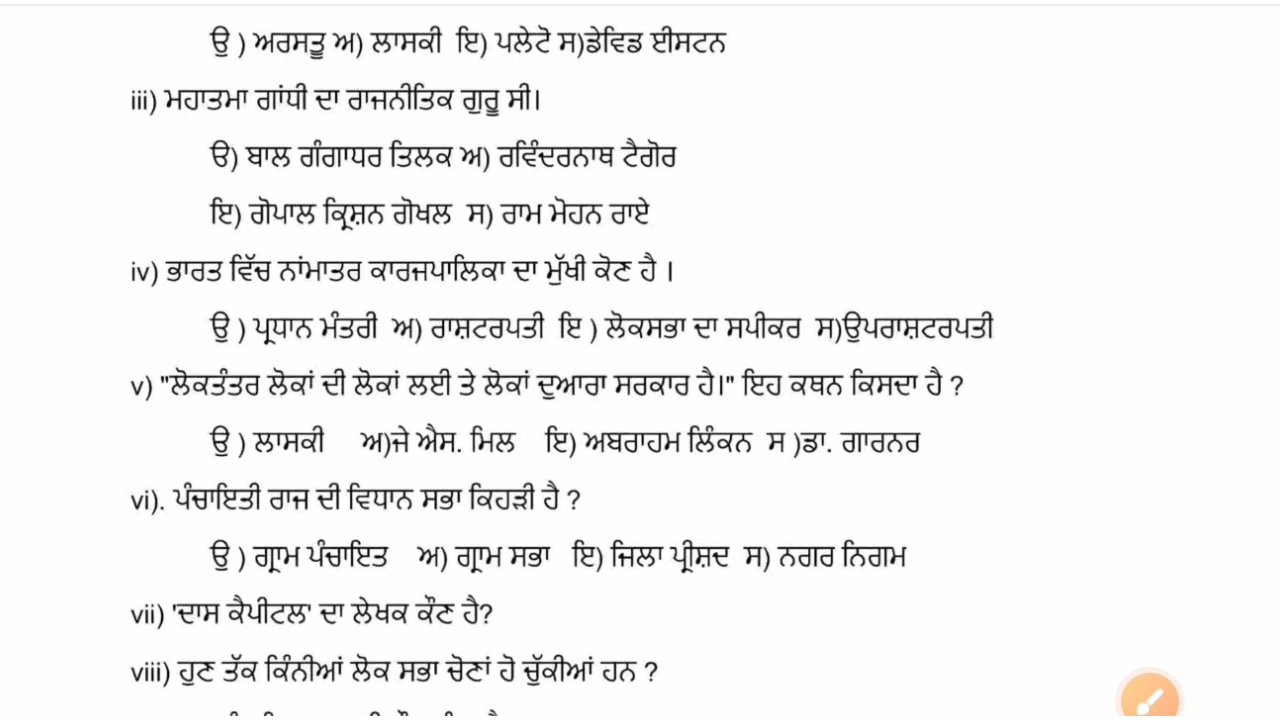 ੳ ) ਅਰਸਤੂ ਅ) ਲਾਸਕੀ ਇ) ਪਲੇਟੋ ਸ)ਡੇਵਿਡ ਈਸਟਨ
iii) ਮਹਾਤਮਾ ਗਾਂਧੀ ਦਾ ਰਾਜਨੀਤਿਕ ਗੁਰੂ ਸੀ।
ੳ) ਬਾਲ ਗੰਗਾਧਰ ਤਿਲਕ ਅ) ਰਵਿੰਦਰਨਾਥ ਟੈਗੋਰ
ਇ) ਗੋਪਾਲ ਕ੍ਰਿਸ਼ਨ ਗੋਖਲ ਸ) ਰਾਮ ਮੋਹਨ ਰਾਏ
iv) ਭਾਰਤ ਵਿੱਚ ਨਾਂਮਾਤਰ ਕਾਰਜਪਾਲਿਕਾ ਦਾ ਮੁੱਖੀ ਕੋਣ ਹੈ ।
ੳ ) ਪ੍ਰਧਾਨ ਮੰਤਰੀ ਅ) ਰਾਸ਼ਟਰਪਤੀ ਇ ) ਲੋਕਸਭਾ ਦਾ ਸਪੀਕਰ ਸ)ਉਪਰਾਸ਼ਟਰਪਤੀ
v) "ਲੋਕਤੰਤਰ ਲੋਕਾਂ ਦੀ ਲੋਕਾਂ ਲਈ ਤੇ ਲੋਕਾਂ ਦੁਆਰਾ ਸਰਕਾਰ ਹੈ।" ਇਹ ਕਥਨ ਕਿਸਦਾ ਹੈ ?
ੳ ) ਲਾਸਕੀ ਅ)ਜੇ ਐਸ. ਮਿਲ ਇ) ਅਬਰਾਹਮ ਲਿੰਕਨ ਸ )ਡਾ. ਗਾਰਨਰ
vi). ਪੰਚਾਇਤੀ ਰਾਜ ਦੀ ਵਿਧਾਨ ਸਭਾ ਕਿਹੜੀ ਹੈ ?
ੳ ) ਗ੍ਰਾਮ ਪੰਚਾਇਤ ਅ) ਗ੍ਰਾਮ ਸਭਾ ਇ) ਜਿਲਾ ਪ੍ਰੀਸ਼ਦ ਸ) ਨਗਰ ਨਿਗਮ
vii) 'ਦਾਸ ਕੈਪੀਟਲ' ਦਾ ਲੇਖਕ ਕੌਣ ਹੈ?
viii) ਹੁਣ ਤੱਕ ਕਿੰਨੀਆਂ ਲੋਕ ਸਭਾ ਚੋਣਾਂ ਹੋ ਚੁੱਕੀਆਂ ਹਨ ?